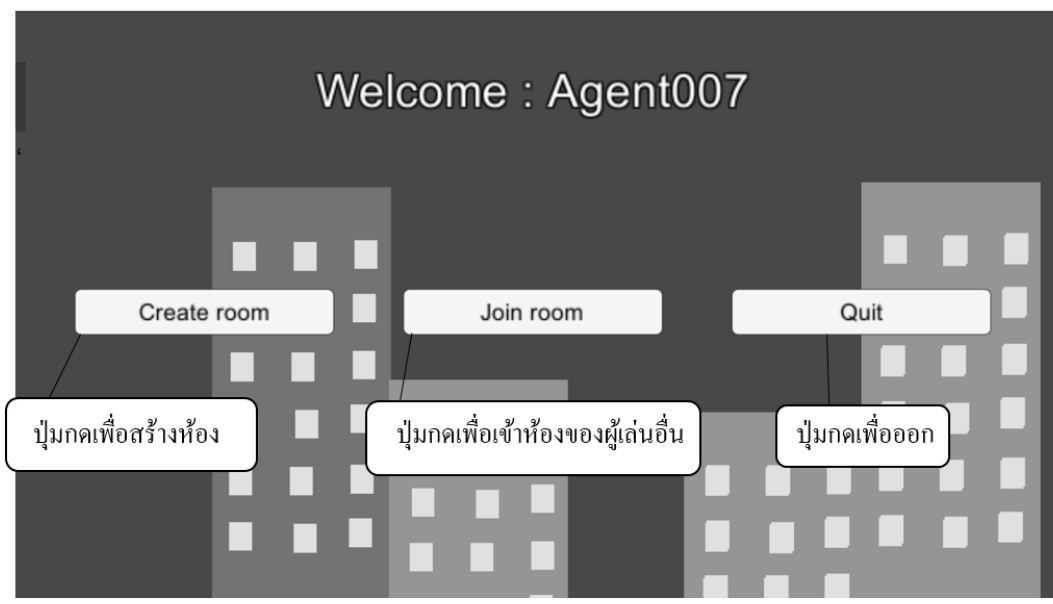 Welcome : Agent007
Create room
Join room
Quit
ปุ่มกดเพื่อสร้างห้อง
ปุ่มกดเพื่อเข้าห้องของผู้เล่นอื่น
ปุ่มกดเพื่อออก